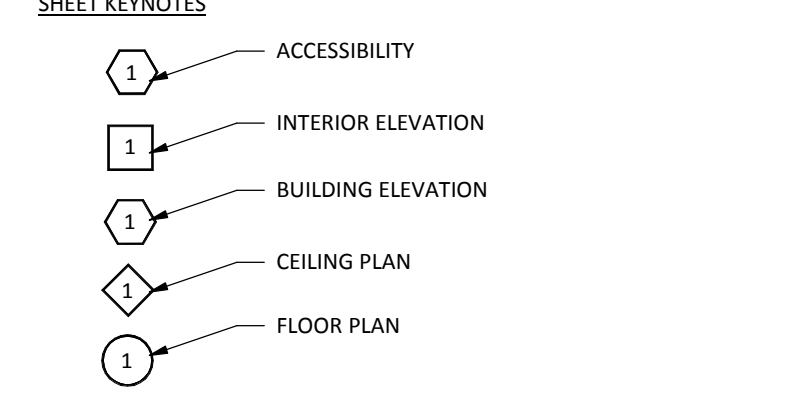 SHEET KEYNOTES
1 ACCESSIBILITY
1 INTERIOR ELEVATION
1 BUILDING ELEVATION
1 CEILING PLAN
1 FLOOR PLAN